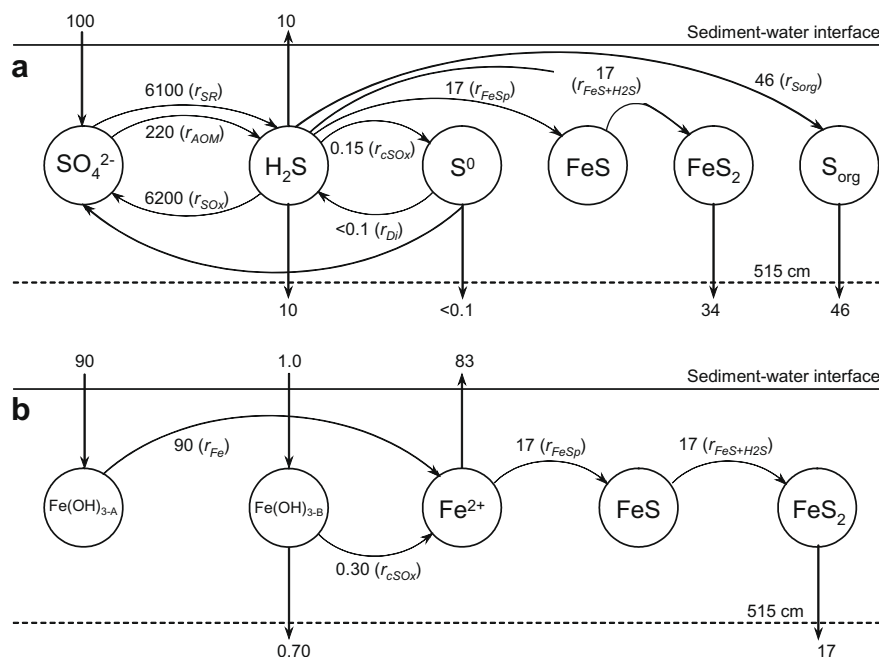 100 10
Sediment-water interface
a
6100 (rSR)
220 (rAOM)
6200 (rSOx)
0.15 (rcSOx)
<0.1 (rDi)
17 (rFeSp)
17
(rFeS+H2S)
46 (rSorg)
SO₄²⁻ H₂S S⁰ FeS FeS₂ Sorg
515 cm
10 <0.1 34 46
90 1.0 83
Sediment-water interface
b
90 (rFe)
17 (rFeSp) 17 (rFeS+H2S)
Fe(OH)₃₋A Fe(OH)₃₋B Fe²⁺ FeS FeS₂
0.30 (rcSOx)
515 cm
0.70 17